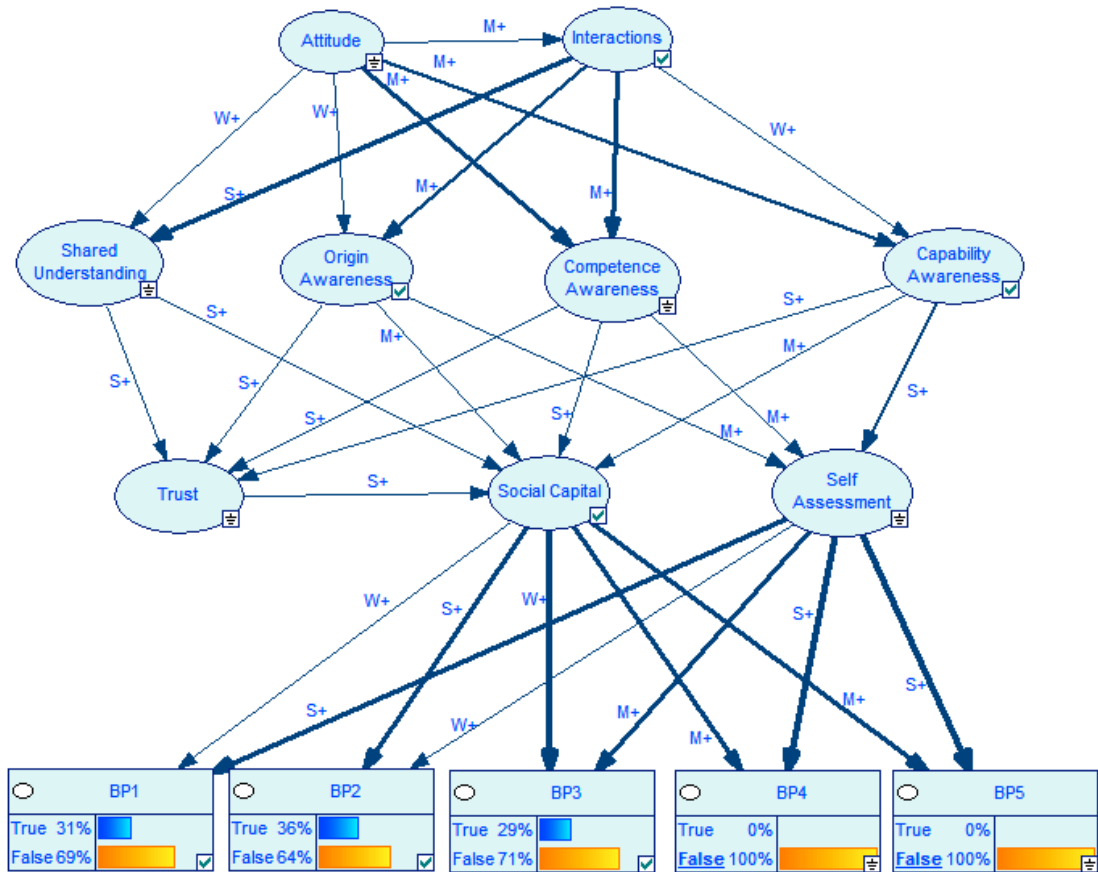 Attitude
M+
Interactions
M+
M+
W+
W+
W+
S+
M+
M+
Shared
Understanding
Origin
Awareness
Competence
Awareness
Capability
Awareness
S+
S+
M+
M+
S+
S+
S+
S+
M+
M+
S+
Trust
S+
Social Capital
Self
Assessment
W+
S+
W+
S+
S+
S+
M+
W+
M+
M+
BP1
True 31%
False 69%
BP2
True 36%
False 64%
BP3
True 29%
False 71%
BP4
True 0%
False 100%
BP5
True 0%
False 100%